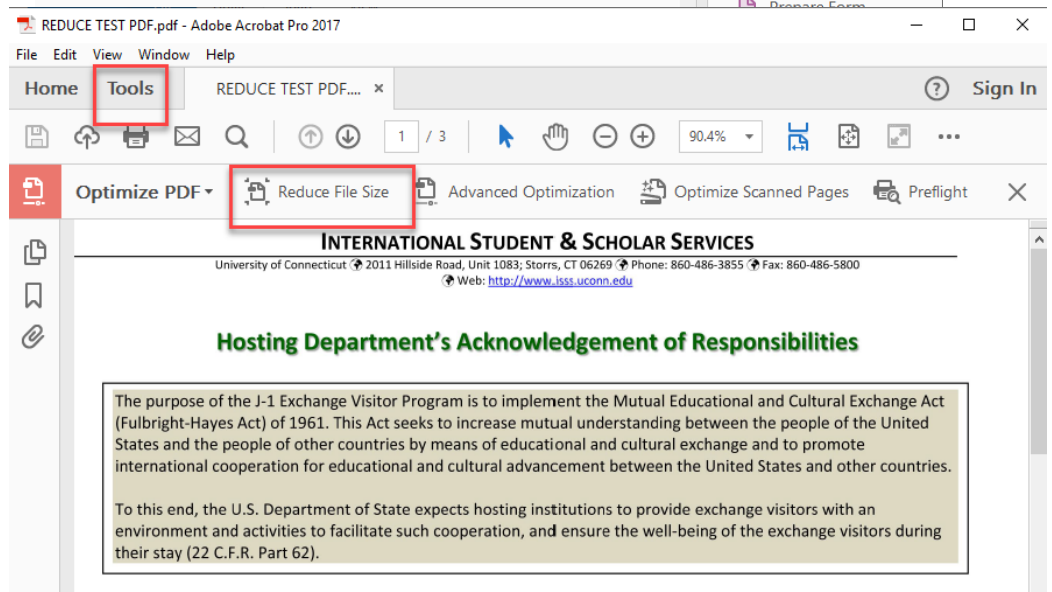 Prepare Form
REDUCE TEST PDF.pdf - Adobe Acrobat Pro 2017
File Edit View Window Help
Home Tools REDUCE TEST PDF.... × ? Sign In
1 / 3 90.4%
Optimize PDF Reduce File Size Advanced Optimization Optimize Scanned Pages Preflight
INTERNATIONAL STUDENT & SCHOLAR SERVICES
University of Connecticut 2011 Hillside Road, Unit 1083; Storrs, CT 06269 Phone: 860-486-3855 Fax: 860-486-5800
Web: http://www.isss.uconn.edu
Hosting Department's Acknowledgement of Responsibilities
The purpose of the J-1 Exchange Visitor Program is to implement the Mutual Educational and Cultural Exchange Act
(Fulbright-Hayes Act) of 1961. This Act seeks to increase mutual understanding between the people of the United
States and the people of other countries by means of educational and cultural exchange and to promote
international cooperation for educational and cultural advancement between the United States and other countries.
To this end, the U.S. Department of State expects hosting institutions to provide exchange visitors with an
environment and activities to facilitate such cooperation, and ensure the well-being of the exchange visitors during
their stay (22 C.F.R. Part 62).